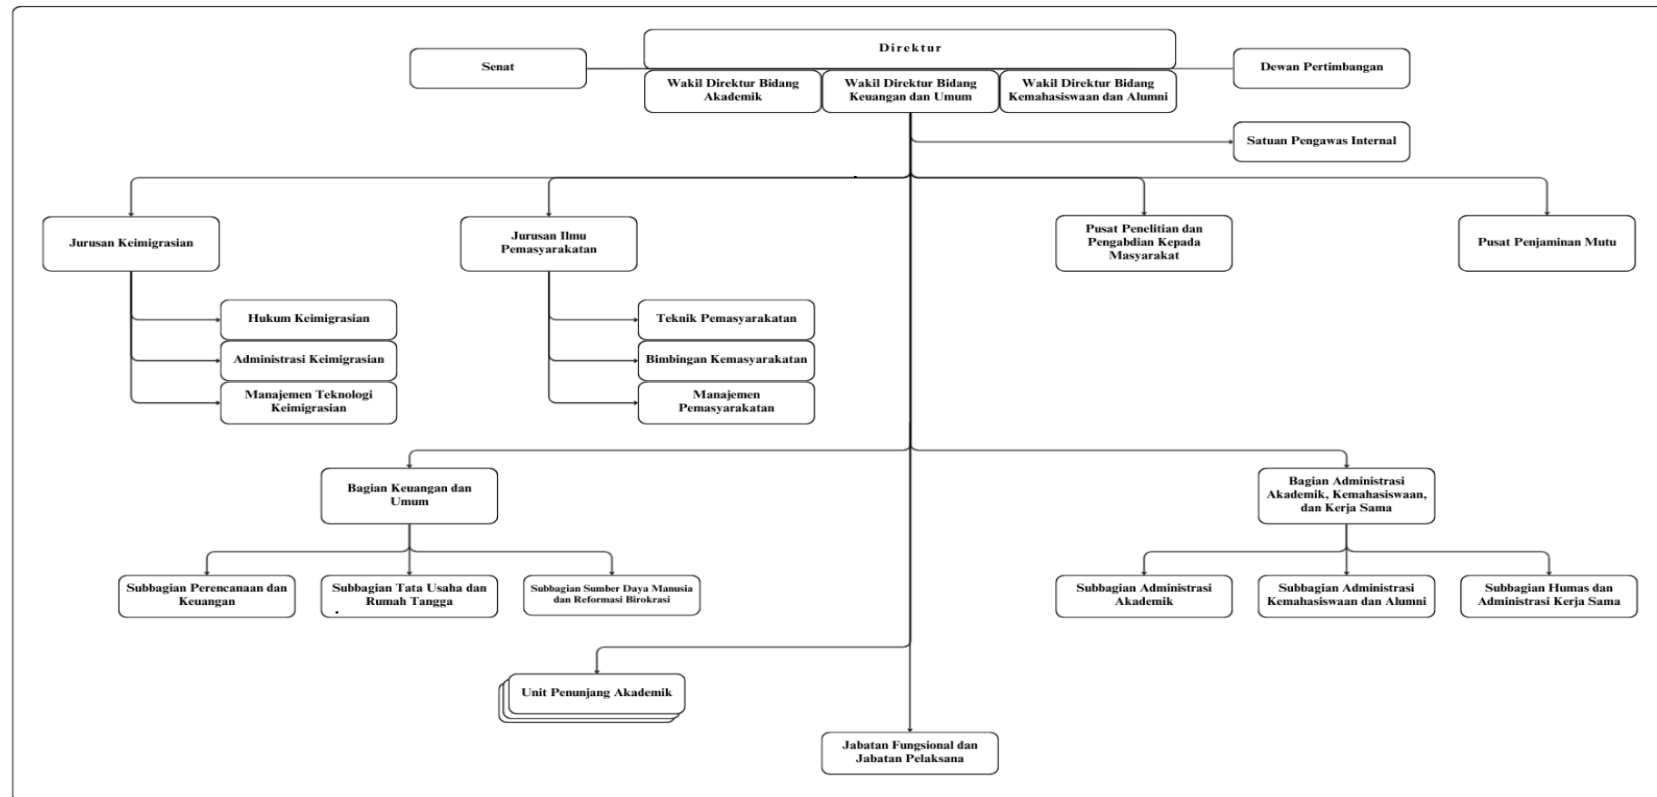 Direktur
Senat
Dewan Pertimbangan
Wakil Direktur Bidang
Akademik
Wakil Direktur Bidang
Keuangan dan Umum
Wakil Direktur Bidang
Kemahasiswaan dan Alumni
Satuan Pengawas Internal
Jurusan Keimigrasian
Jurusan Ilmu
Pemasyarakatan
Pusat Penelitian dan
Pengabdian Kepada
Masyarakat
Pusat Penjaminan Mutu
Hukum Keimigrasian
Administrasi Keimigrasian
Manajemen Teknologi
Keimigrasian
Teknik Pemasyarakatan
Bimbingan Kemasyarakatan
Manajemen
Pemasyarakatan
Bagian Keuangan dan
Umum
Bagian Administrasi
Akademik, Kemahasiswaan,
dan Kerja Sama
Subbagian Perencanaan dan
Keuangan
Subbagian Tata Usaha dan
Rumah Tangga
Subbagian Sumber Daya Manusia
dan Reformasi Birokrasi
Subbagian Administrasi
Akademik
Subbagian Administrasi
Kemahasiswaan dan Alumni
Subbagian Humas dan
Administrasi Kerja Sama
Unit Penunjang Akademik
Jabatan Fungsional dan
Jabatan Pelaksana